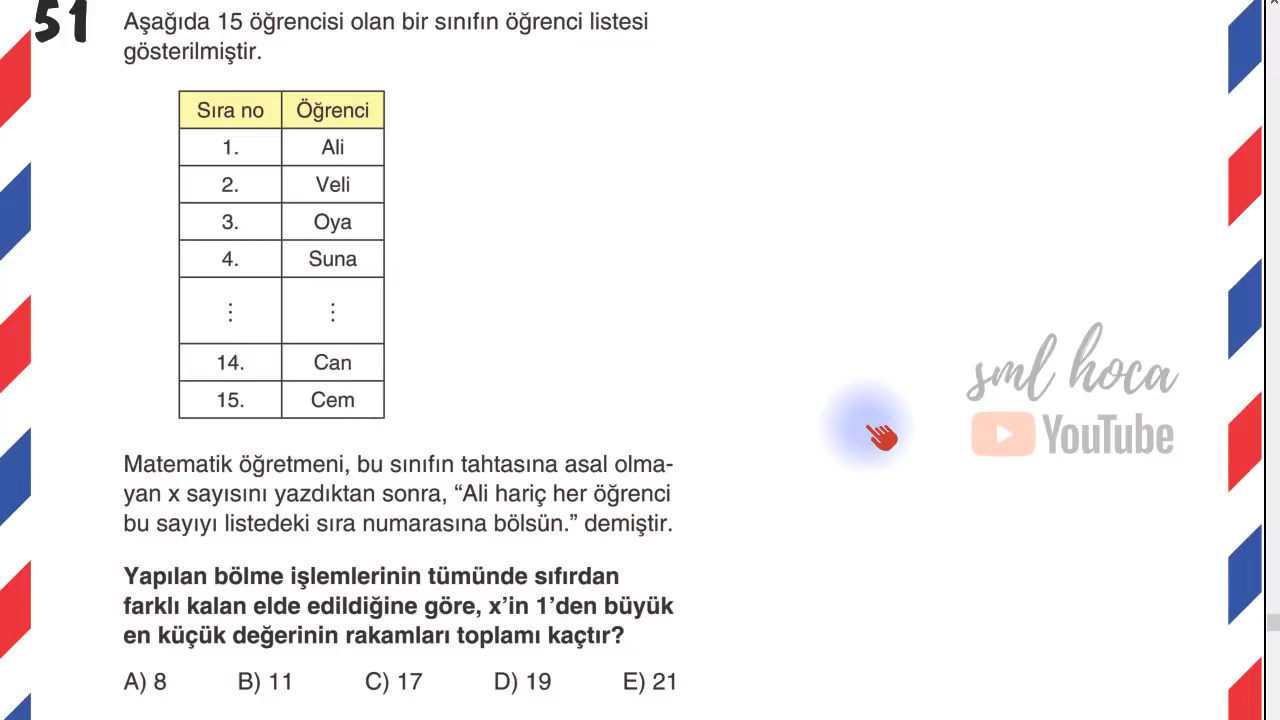 51
Aşağıda 15 öğrencisi olan bir sınıfın öğrenci listesi
gösterilmiştir.
Sıra no Öğrenci
1. Ali
2. Veli
3. Oya
4. Suna
⋮ ⋮
14. Can
15. Cem
sml hoca
YouTube
Matematik öğretmeni, bu sınıfın tahtasına asal olma-
yan x sayısını yazdıktan sonra, “Ali hariç her öğrenci
bu sayıyı listedeki sıra numarasına bölsün.” demiştir.
Yapılan bölme işlemlerinin tümünde sıfırdan
farklı kalan elde edildiğine göre, x’in 1’den büyük
en küçük değerinin rakamları toplamı kaçtır?
A) 8 B) 11 C) 17 D) 19 E) 21